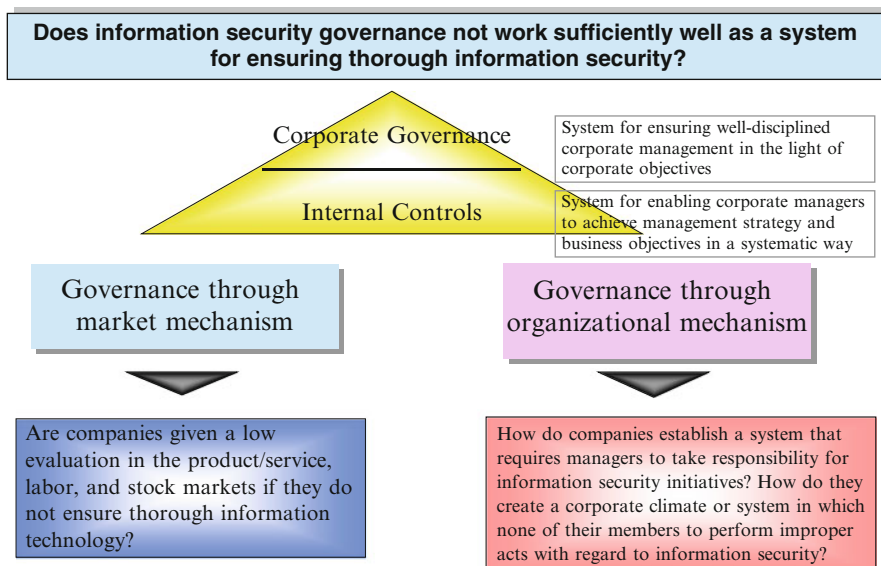 Does information security governance not work sufficiently well as a system
for ensuring thorough information security?
Corporate Governance
System for ensuring well-disciplined
corporate management in the light of
corporate objectives
Internal Controls
System for enabling corporate managers
to achieve management strategy and
business objectives in a systematic way
Governance through
market mechanism
Governance through
organizational mechanism
Are companies given a low
evaluation in the product/service,
labor, and stock markets if they do
not ensure thorough information
technology?
How do companies establish a system that
requires managers to take responsibility for
information security initiatives? How do they
create a corporate climate or system in which
none of their members to perform improper
acts with regard to information security?